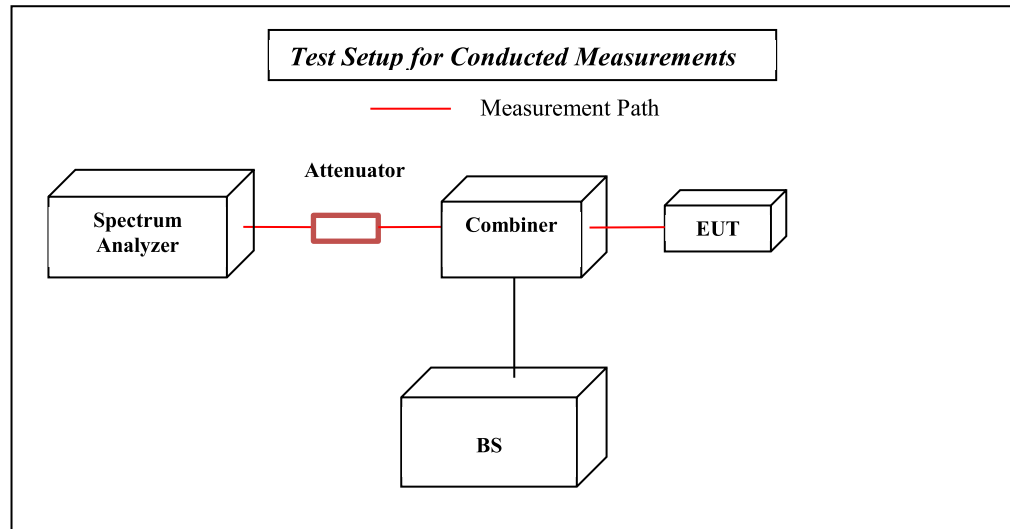 Test Setup for Conducted Measurements
Measurement Path
Attenuator
Spectrum
Analyzer
Combiner
EUT
BS